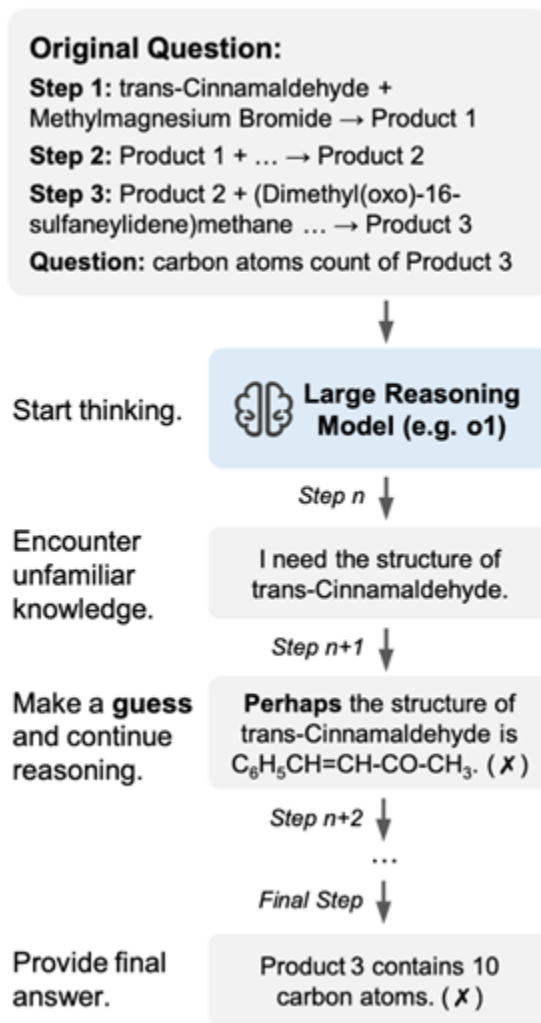 Original Question:
Step 1: trans-Cinnamaldehyde +
Methylmagnesium Bromide → Product 1
Step 2: Product 1 + ... → Product 2
Step 3: Product 2 + (Dimethyl(oxo)-16-
sulfaneylidene)methane ... → Product 3
Question: carbon atoms count of Product 3
Start thinking.
Large Reasoning
Model (e.g. o1)
Step n
Encounter
unfamiliar
knowledge.
I need the structure of
trans-Cinnamaldehyde.
Step n+1
Make a guess
and continue
reasoning.
Perhaps the structure of
trans-Cinnamaldehyde is
C₆H₅CH=CH-CO-CH₃. (✗)
Step n+2
...
Final Step
Provide final
answer.
Product 3 contains 10
carbon atoms. (✗)